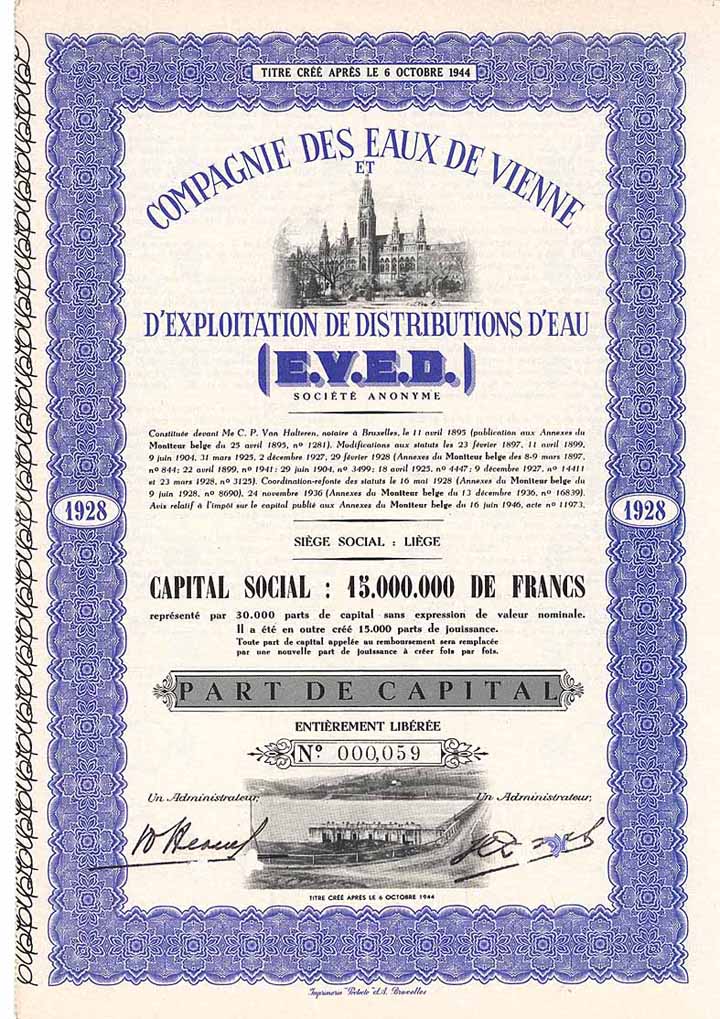 TITRE CRÉÉ APRÈS LE 6 OCTOBRE 1944
COMPAGNIE DES EAUX DE VIENNE
ET
D'EXPLOITATION DE DISTRIBUTIONS D'EAU
(E.V.E.D.)
SOCIÉTÉ ANONYME
Constituée devant Me C. P. Van Halteren, notaire à Bruxelles, le 11 avril 1895 (publication aux Annexes du
Moniteur belge du 25 avril 1895, nº 1281). Modifications aux statuts les 23 février 1897, 11 avril 1899,
9 juin 1904, 31 mars 1925, 2 décembre 1927, 29 février 1928 (Annexes du Moniteur belge des 8-9 mars 1897,
nº 844; 22 avril 1899, nº 1941; 29 juin 1904, nº 3499; 18 avril 1925, nº 4447; 9 décembre 1927, nº 14411
et 23 mars 1928, nº 3125). Coordination-refonte des statuts le 16 mai 1928 (Annexes du Moniteur belge du
9 juin 1928, nº 8690), 24 novembre 1936 (Annexes du Moniteur belge du 13 décembre 1936, nº 16839).
Avis relatif à l'impôt sur le capital publié aux Annexes du Moniteur belge du 16 juin 1946, acte nº 11973.
1928
1928
SIÈGE SOCIAL : LIÈGE
CAPITAL SOCIAL : 15.000.000 DE FRANCS
représenté par 30.000 parts de capital sans expression de valeur nominale.
Il a été en outre créé 15.000 parts de jouissance.
Toute part de capital appelée au remboursement sera remplacée
par une nouvelle part de jouissance à créer fois par fois.
PART DE CAPITAL
ENTIÈREMENT LIBÉRÉE
Nº 000,059
Un Administrateur,
Un Administrateur,
TITRE CRÉÉ APRÈS LE 6 OCTOBRE 1944
Imprimerie S.A. Bruxelles